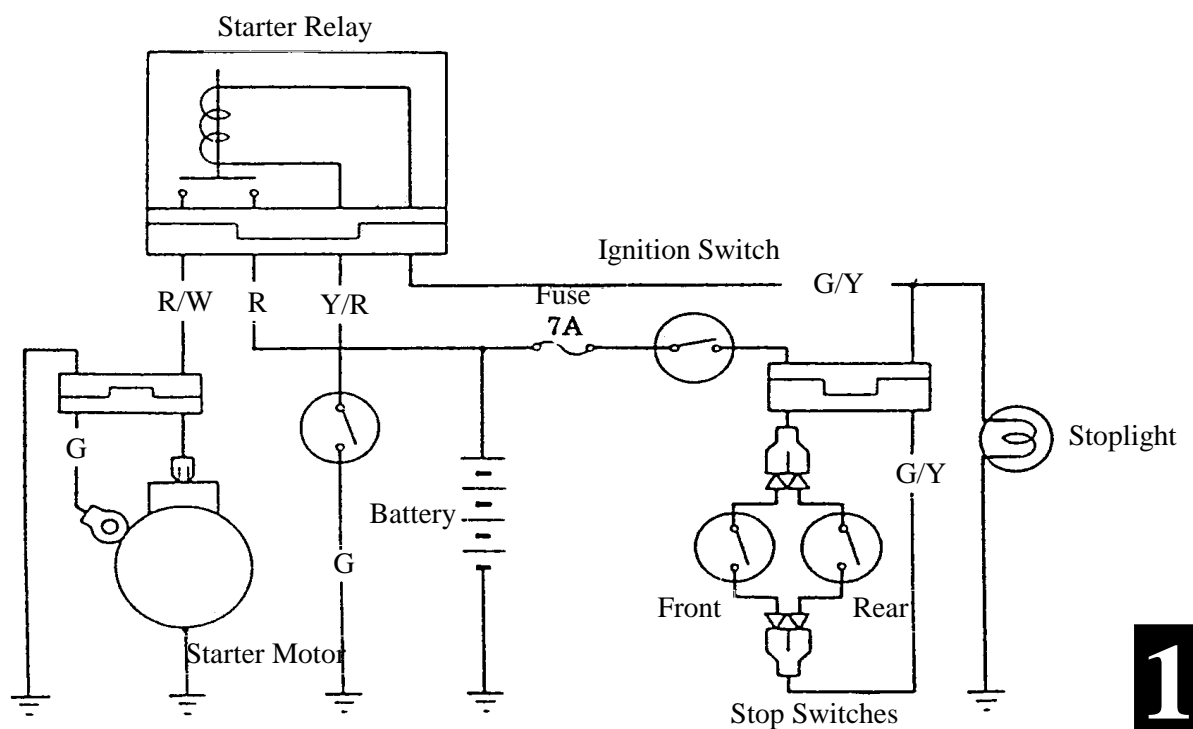 Starter Relay
Ignition Switch
R/W
R
Y/R
Fuse
G/Y
7A
G
Stoplight
G/Y
Battery
G
Front
Rear
Starter Motor
Stop Switches
1